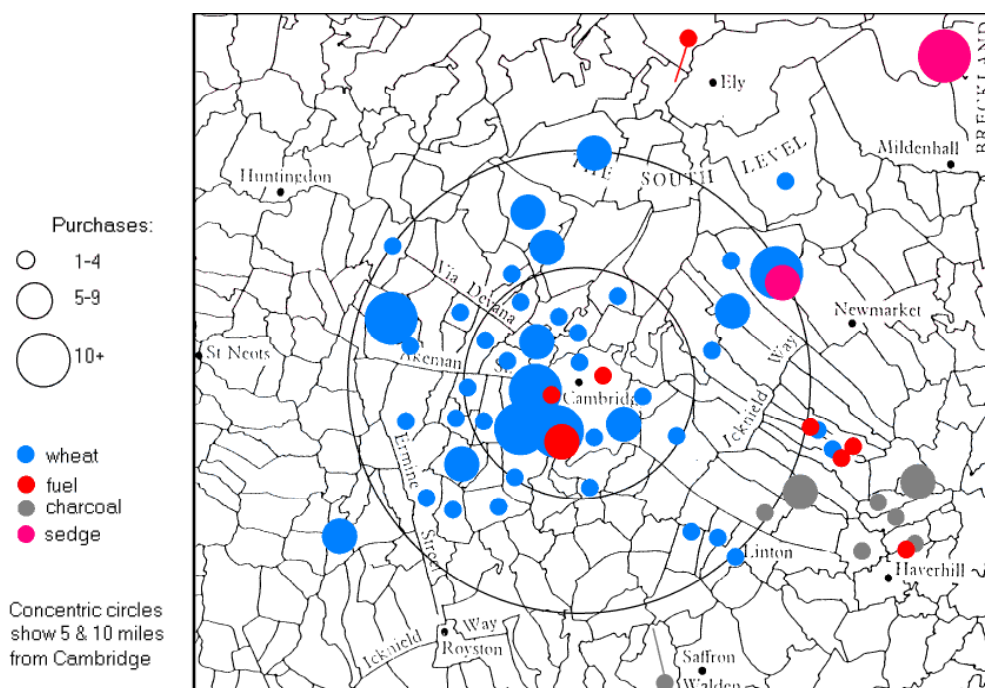 Purchases:
1-4
5-9
10+
wheat
fuel
charcoal
sedge
Concentric circles
show 5 & 10 miles
from Cambridge
BRECKLAND
Ely
Mildenhall
THE SOUTH LEVEL
Huntingdon
Via Devana
Newmarket
St Neots
Akeman St.
Icknield Way
Cambridg
Ermine Street
Linton
Haverhill
Icknield Way
Royston
Saffron
Walden